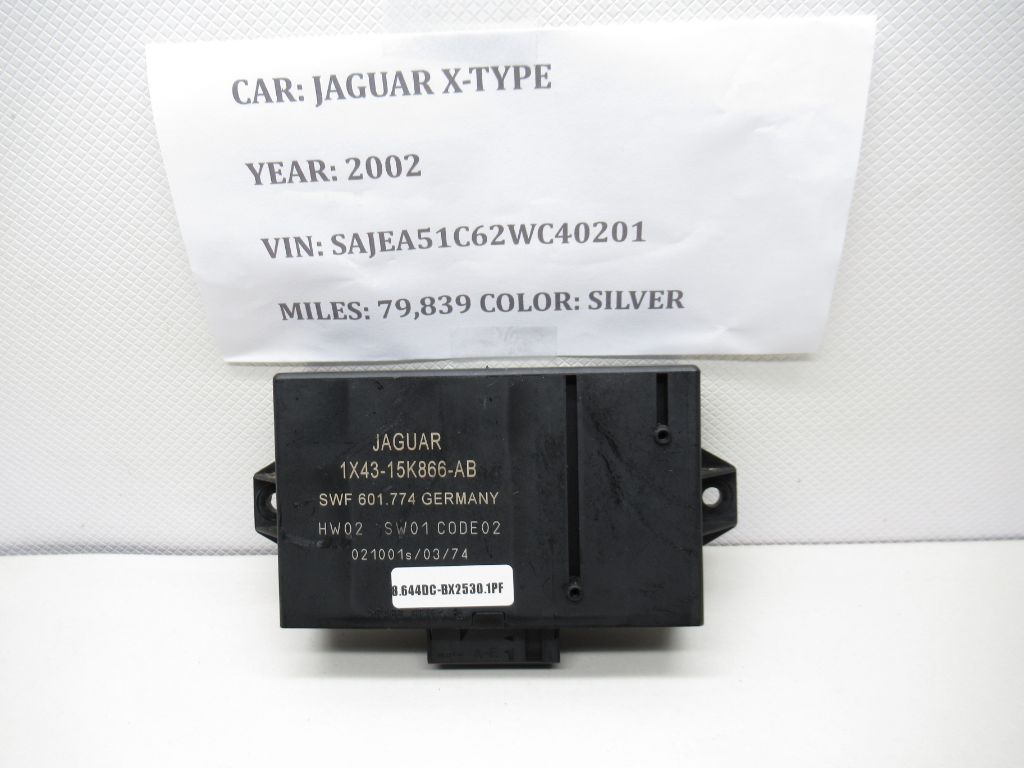 CAR: JAGUAR X-TYPE
YEAR: 2002
VIN: SAJEA51C62WC40201
MILES: 79,839 COLOR: SILVER
JAGUAR
1X43-15K866-AB
SWF 601.774 GERMANY
HW02 SW01 CODE02
021001s/03/74
8.644DC-BX2530.1PF